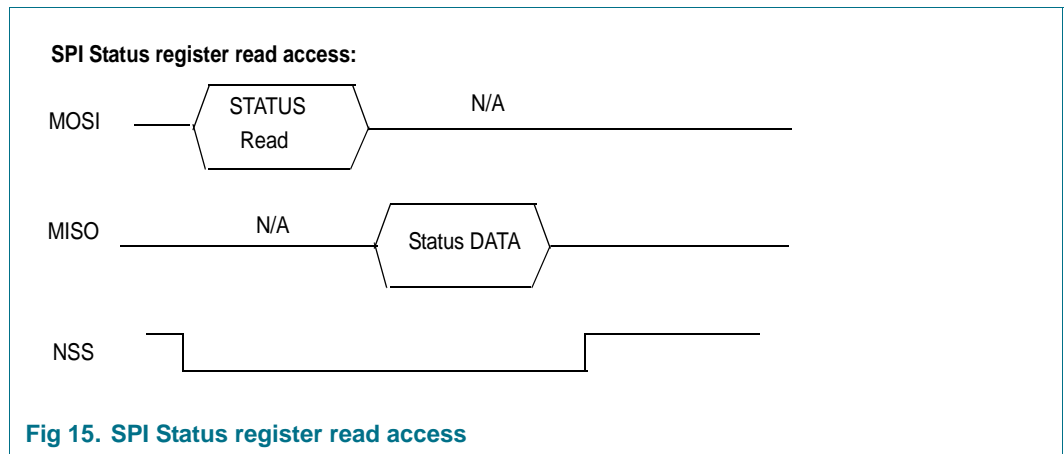 SPI Status register read access:
MOSI
STATUS
Read
N/A
MISO
N/A
Status DATA
NSS
Fig 15. SPI Status register read access